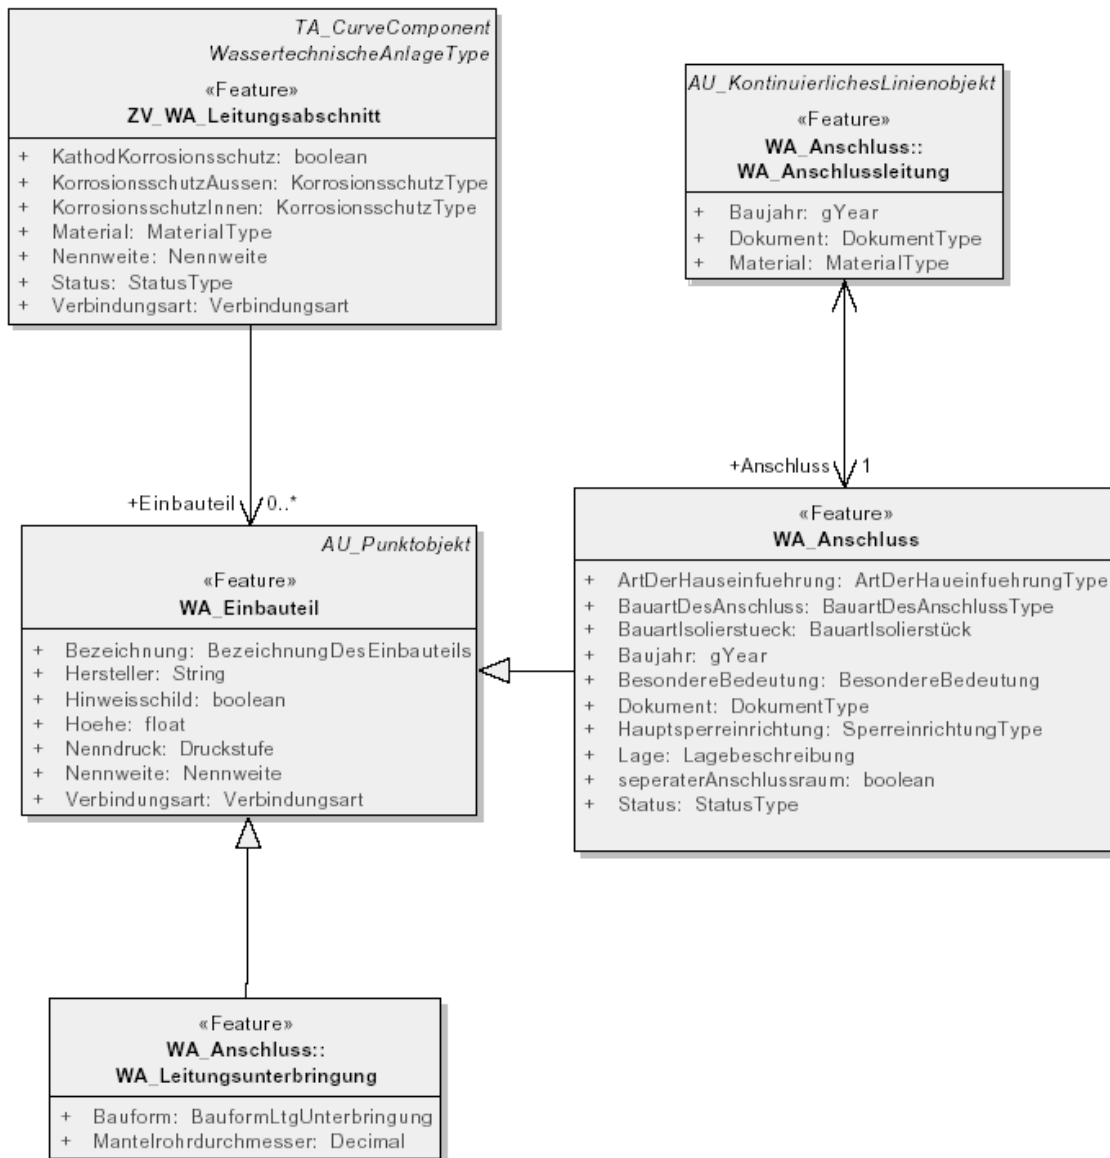 TA_CurveComponent
WassertechnischeAnlageType
«Feature»
ZV_WA_Leitungsabschnitt
+ KathodKorrosionsschutz: boolean
+ KorrosionsschutzAussen: KorrosionsschutzType
+ KorrosionsschutzInnen: KorrosionsschutzType
+ Material: MaterialType
+ Nennweite: Nennweite
+ Status: StatusType
+ Verbindungsart: Verbindungsart
AU_KontinuierlichesLinienobjekt
«Feature»
WA_Anschluss::
WA_Anschlussleitung
+ Baujahr: gYear
+ Dokument: DokumentType
+ Material: MaterialType
+Einbauteil 0..*
+Anschluss 1
AU_Punktobjekt
«Feature»
WA_Einbauteil
+ Bezeichnung: BezeichnungDesEinbauteils
+ Hersteller: String
+ Hinweisschild: boolean
+ Hoehe: float
+ Nenndruck: Druckstufe
+ Nennweite: Nennweite
+ Verbindungsart: Verbindungsart
«Feature»
WA_Anschluss
+ ArtDerHauseinfuehrung: ArtDerHaueinfuehrungType
+ BauartDesAnschluss: BauartDesAnschlussType
+ BauartIsolierstueck: BauartIsolierstück
+ Baujahr: gYear
+ BesondereBedeutung: BesondereBedeutung
+ Dokument: DokumentType
+ Hauptsperreinrichtung: SperreinrichtungType
+ Lage: Lagebeschreibung
+ seperaterAnschlussraum: boolean
+ Status: StatusType
«Feature»
WA_Anschluss::
WA_Leitungsunterbringung
+ Bauform: BauformLtgUnterbringung
+ Mantelrohrdurchmesser: Decimal